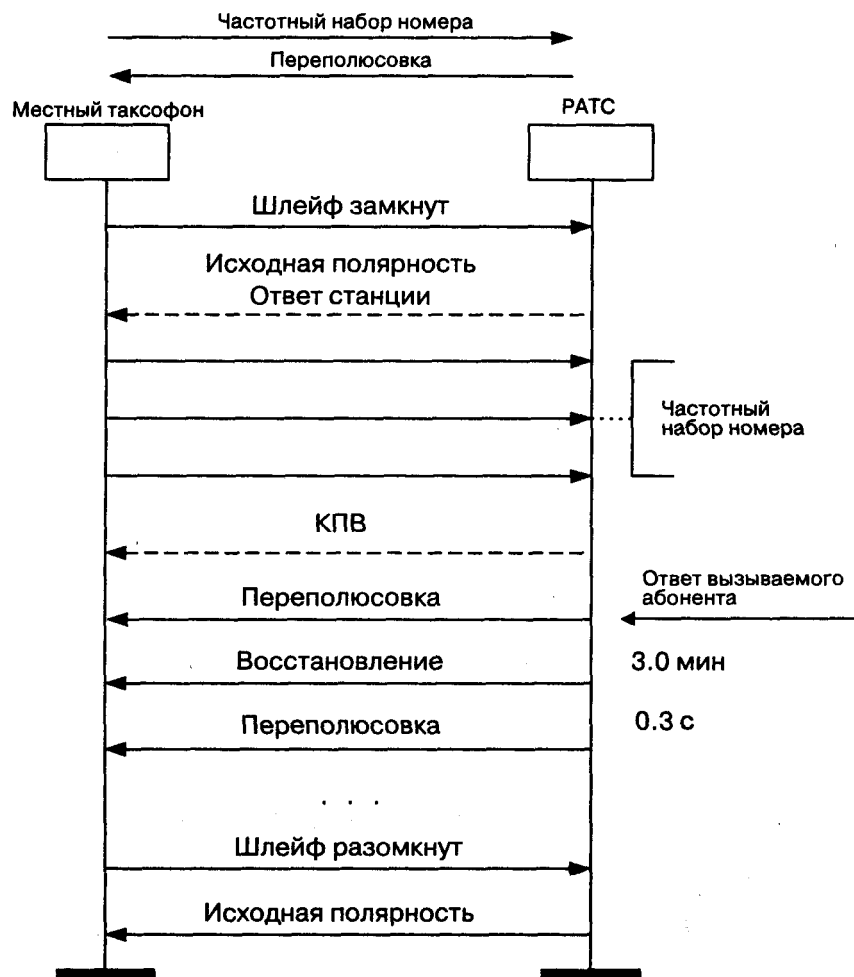 Частотный набор номера
Переполюсовка
Местный таксофон
РАТС
Шлейф замкнут
Исходная полярность
Ответ станции
Частотный
набор номера
КПВ
Ответ вызываемого
абонента
Переполюсовка
Восстановление
3.0 мин
Переполюсовка
0.3 с
. . .
Шлейф разомкнут
Исходная полярность